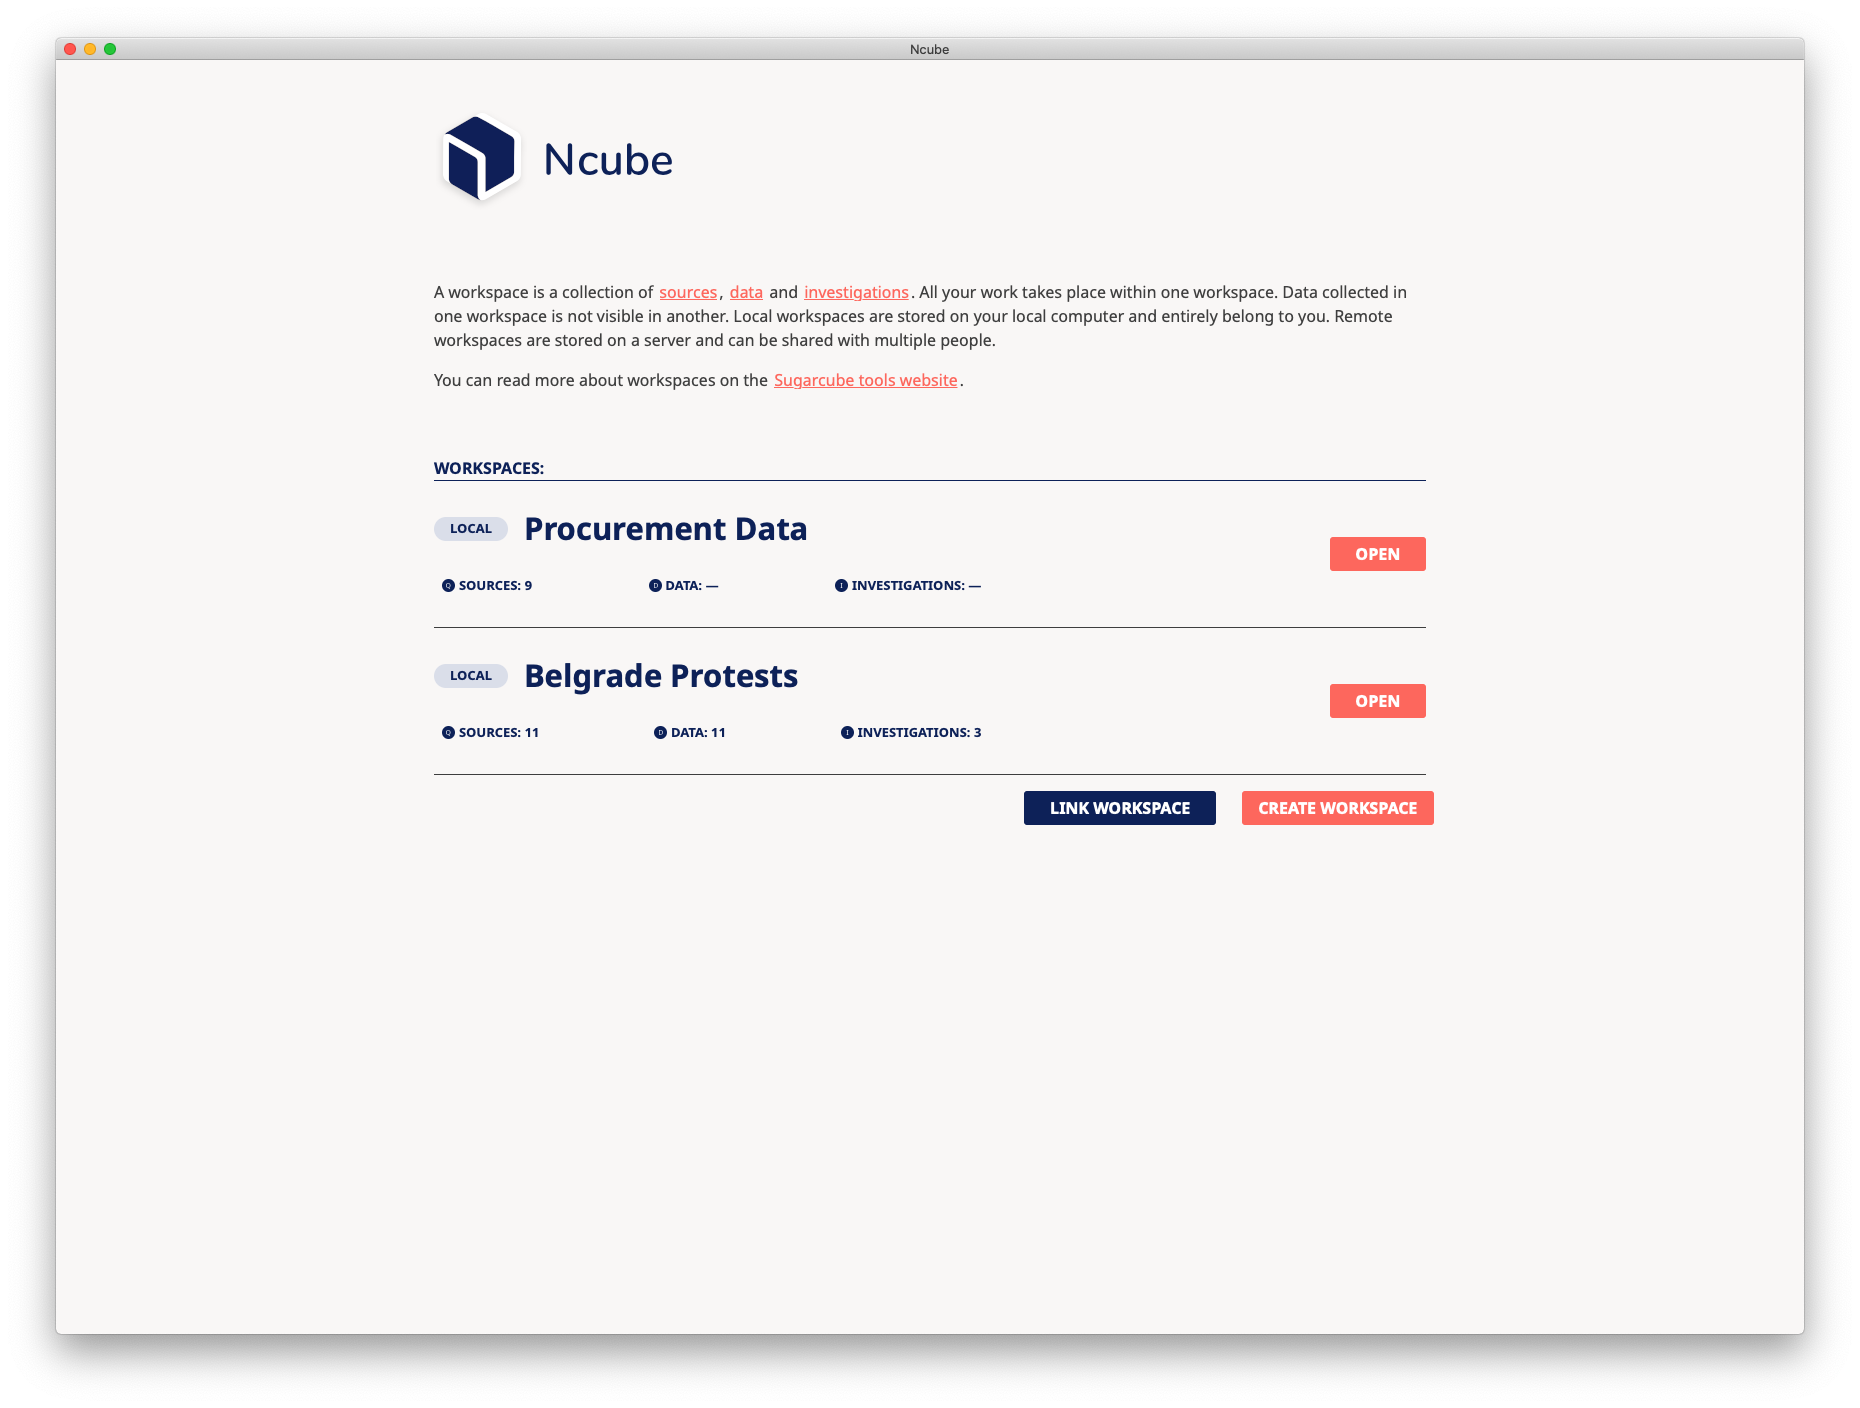 Ncube
Ncube
A workspace is a collection of sources, data and investigations. All your work takes place within one workspace. Data collected in
one workspace is not visible in another. Local workspaces are stored on your local computer and entirely belong to you. Remote
workspaces are stored on a server and can be shared with multiple people.
You can read more about workspaces on the Sugarcube tools website.
WORKSPACES:
LOCAL Procurement Data
OPEN
Q SOURCES: 9 D DATA: — I INVESTIGATIONS: —
LOCAL Belgrade Protests
OPEN
Q SOURCES: 11 D DATA: 11 I INVESTIGATIONS: 3
LINK WORKSPACE CREATE WORKSPACE